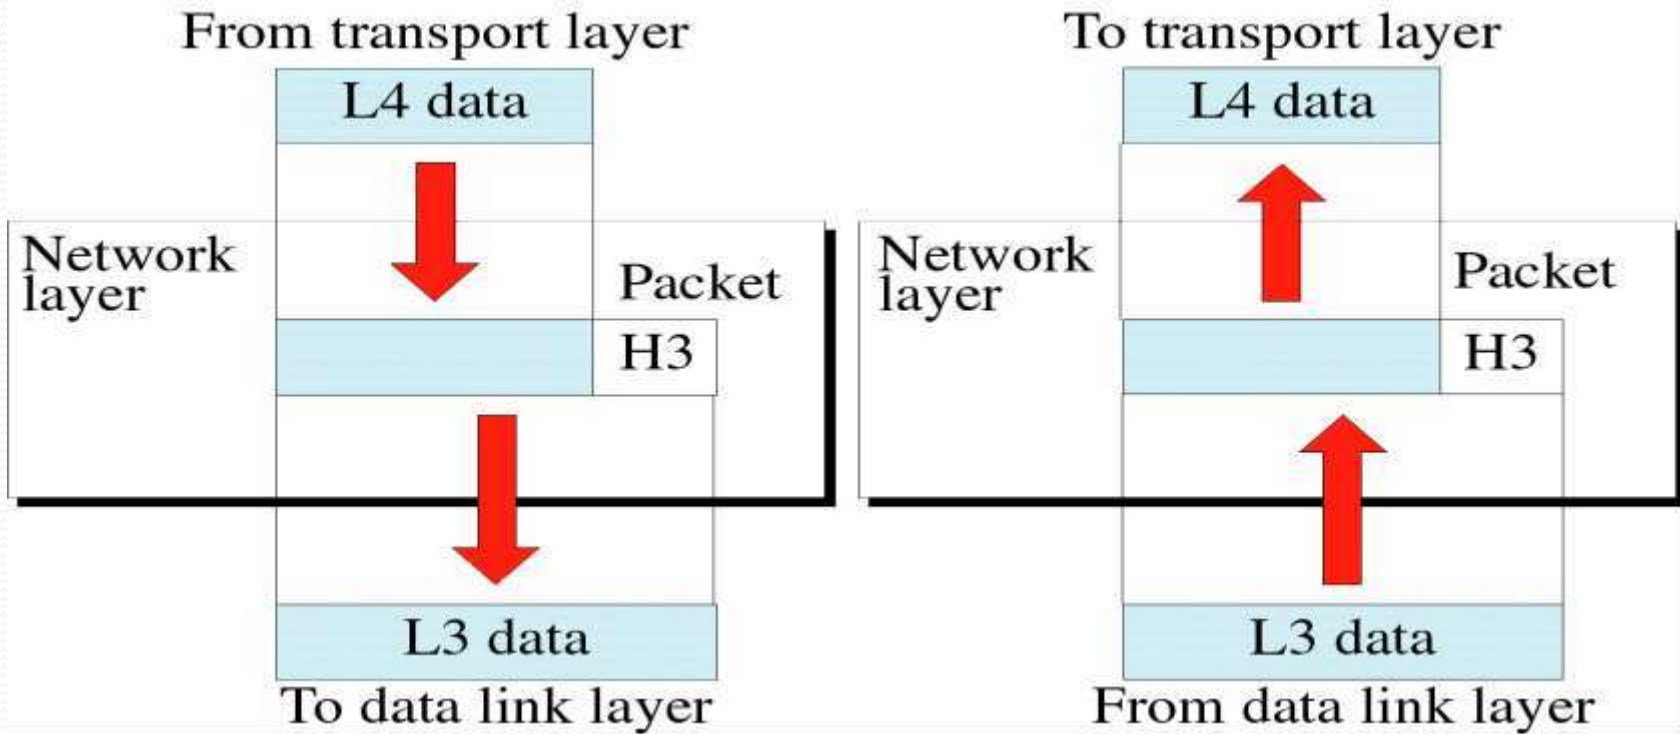 From transport layer
L4 data
Network
layer
Packet
H3
L3 data
To data link layer
To transport layer
L4 data
Network
layer
Packet
H3
L3 data
From data link layer